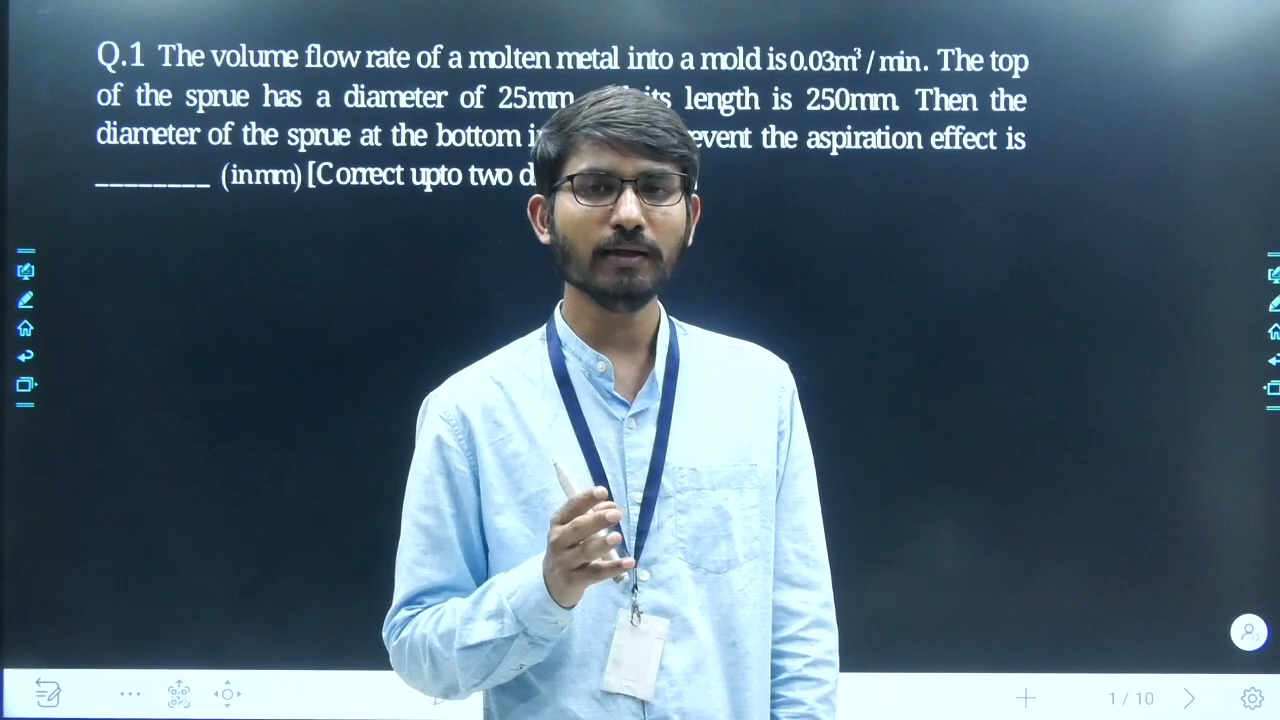 Q.1 The volume flow rate of a molten metal into a mold is 0.03m³ / min. The top
of the sprue has a diameter of 25mm its length is 250mm. Then the
diameter of the sprue at the bottom the aspiration effect is
________ (in mm) [Correct upto two
1 / 10